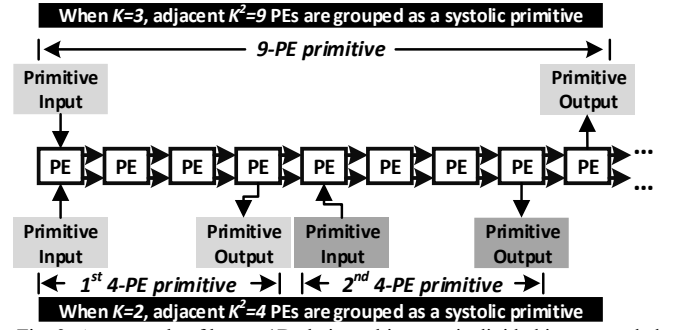 When K=3, adjacent K²=9 PEs are grouped as a systolic primitive
9-PE primitive
Primitive Input
Primitive Output
PE PE PE PE PE PE PE PE PE ...
...
Primitive Input
Primitive Output
Primitive Input
Primitive Output
1st 4-PE primitive
2nd 4-PE primitive
When K=2, adjacent K²=4 PEs are grouped as a systolic primitive